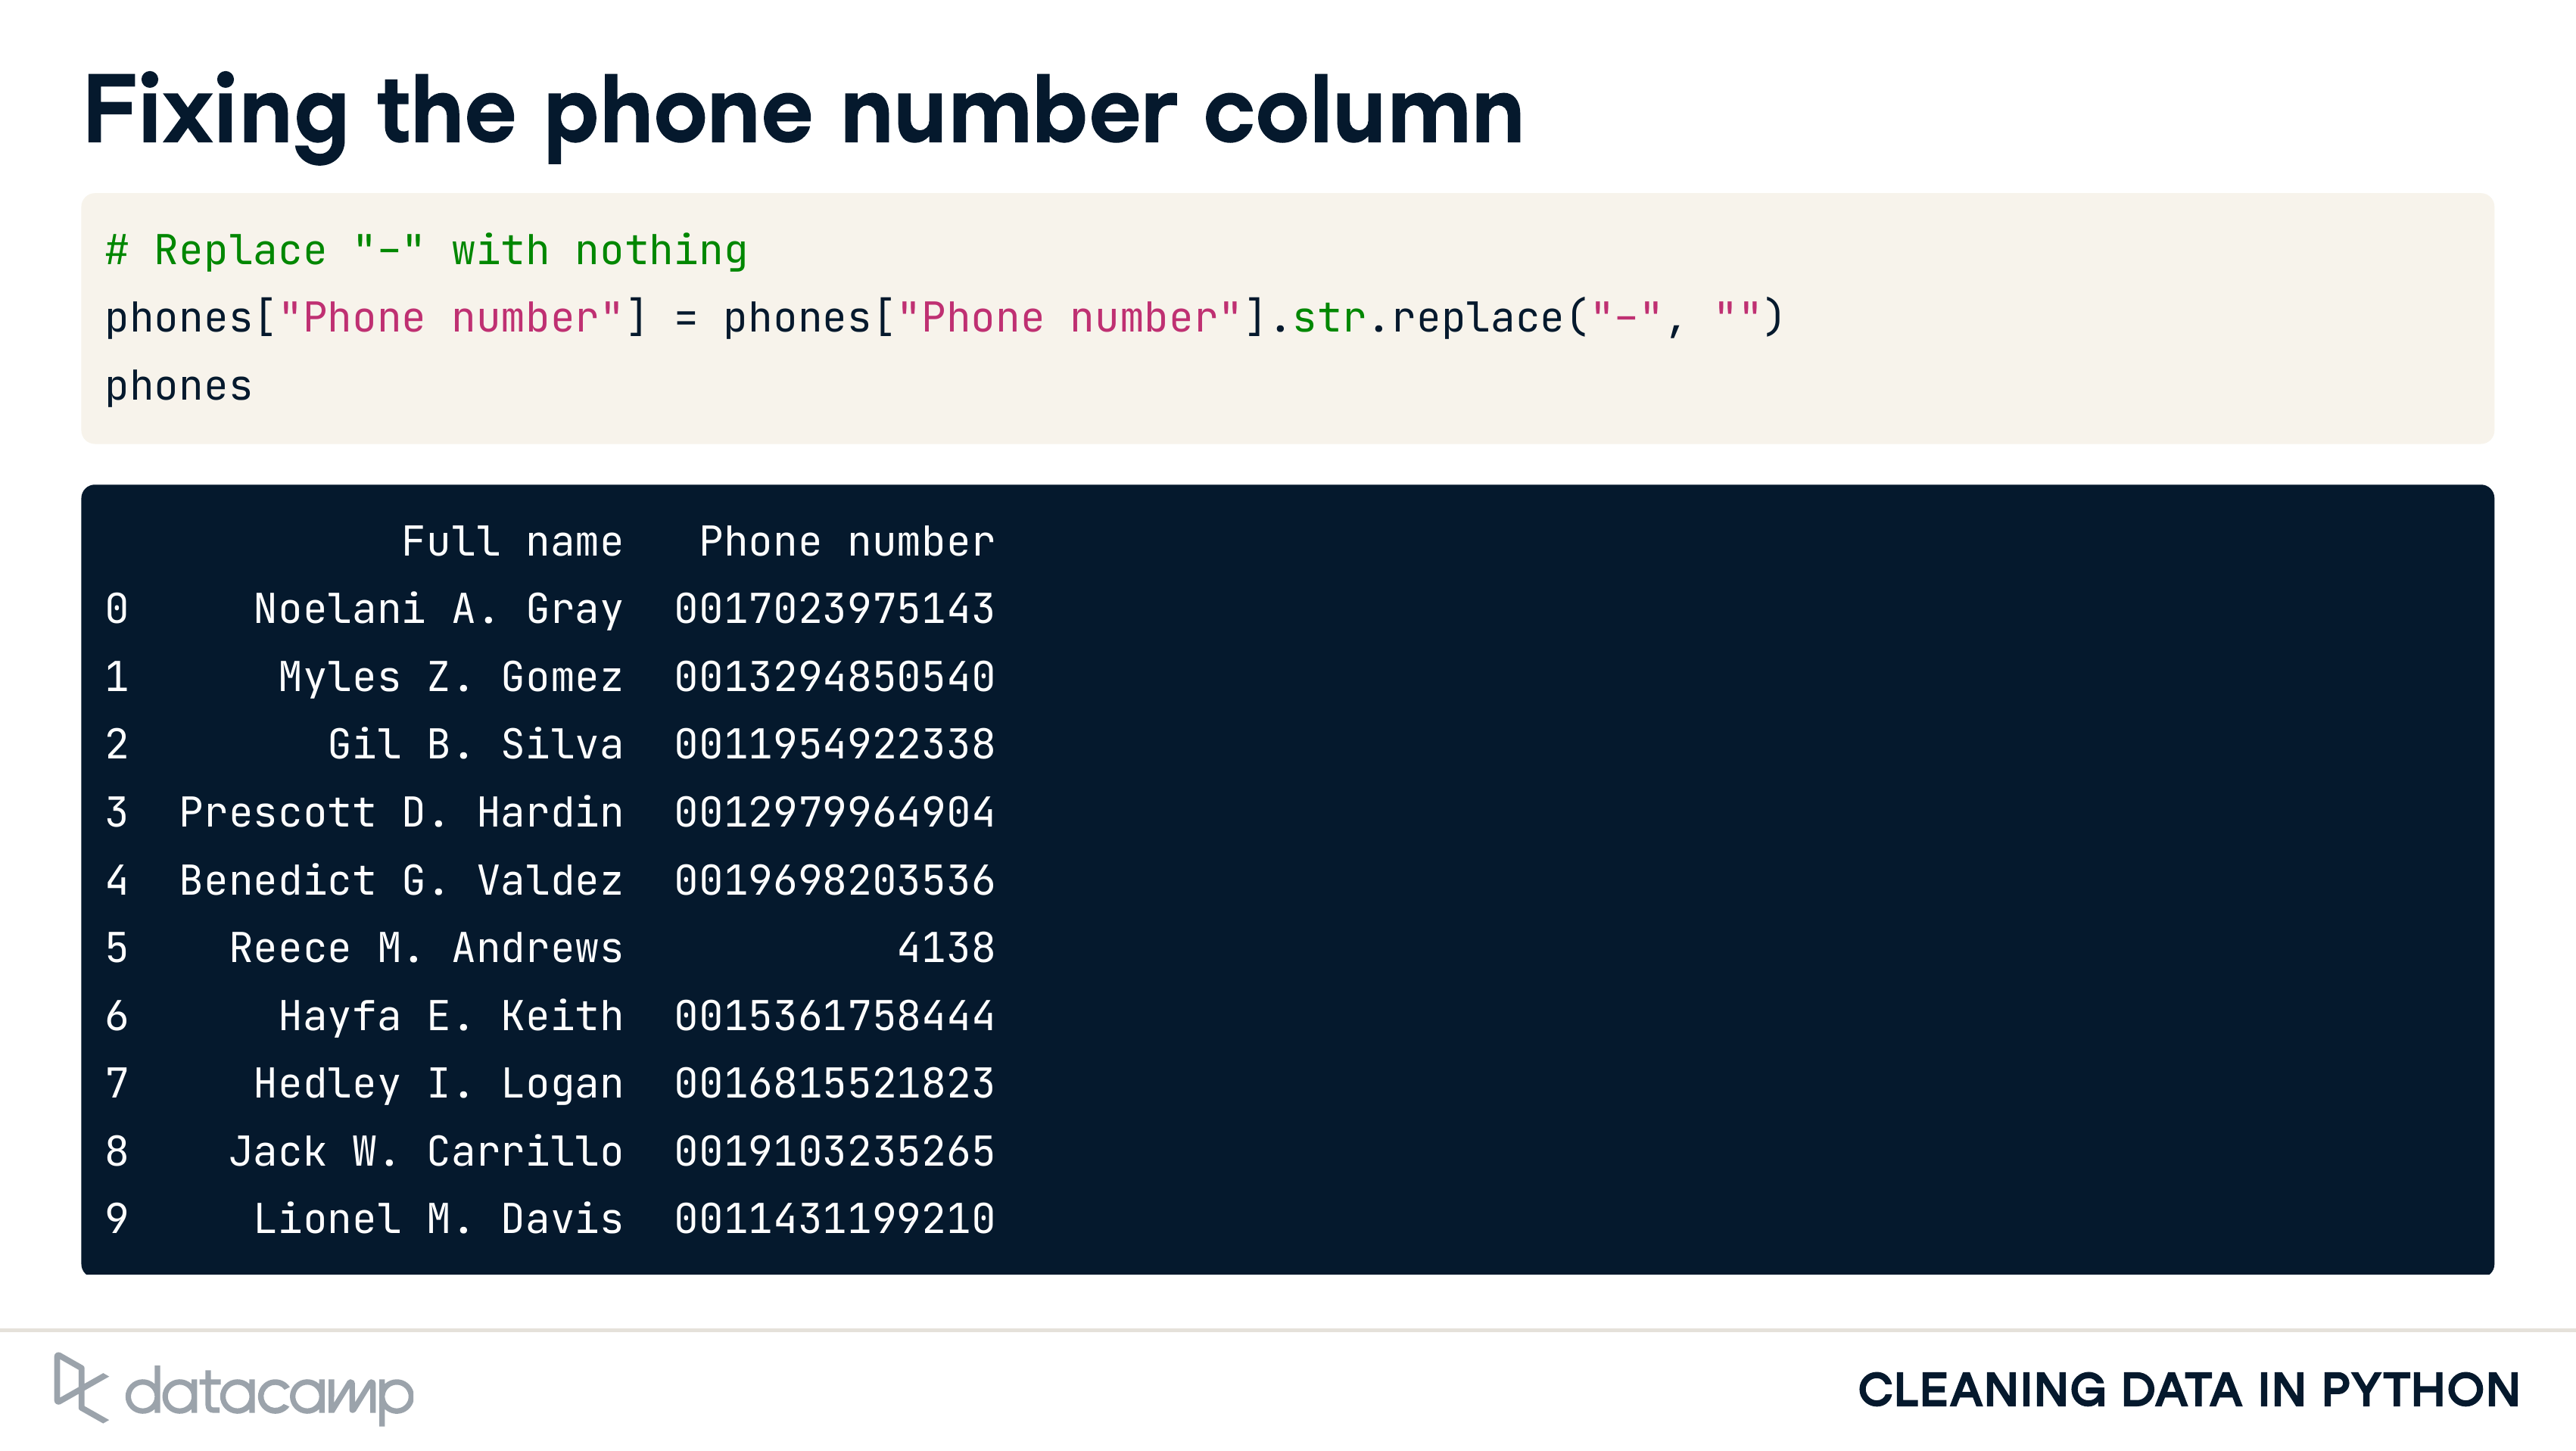 Fixing the phone number column
# Replace "-" with nothing
phones["Phone number"] = phones["Phone number"].str.replace("-", "")
phones
Full name Phone number
0 Noelani A. Gray 0017023975143
1 Myles Z. Gomez 0013294850540
2 Gil B. Silva 0011954922338
3 Prescott D. Hardin 0012979964904
4 Benedict G. Valdez 0019698203536
5 Reece M. Andrews 4138
6 Hayfa E. Keith 0015361758444
7 Hedley I. Logan 0016815521823
8 Jack W. Carrillo 0019103235265
9 Lionel M. Davis 0011431199210
datacamp
CLEANING DATA IN PYTHON